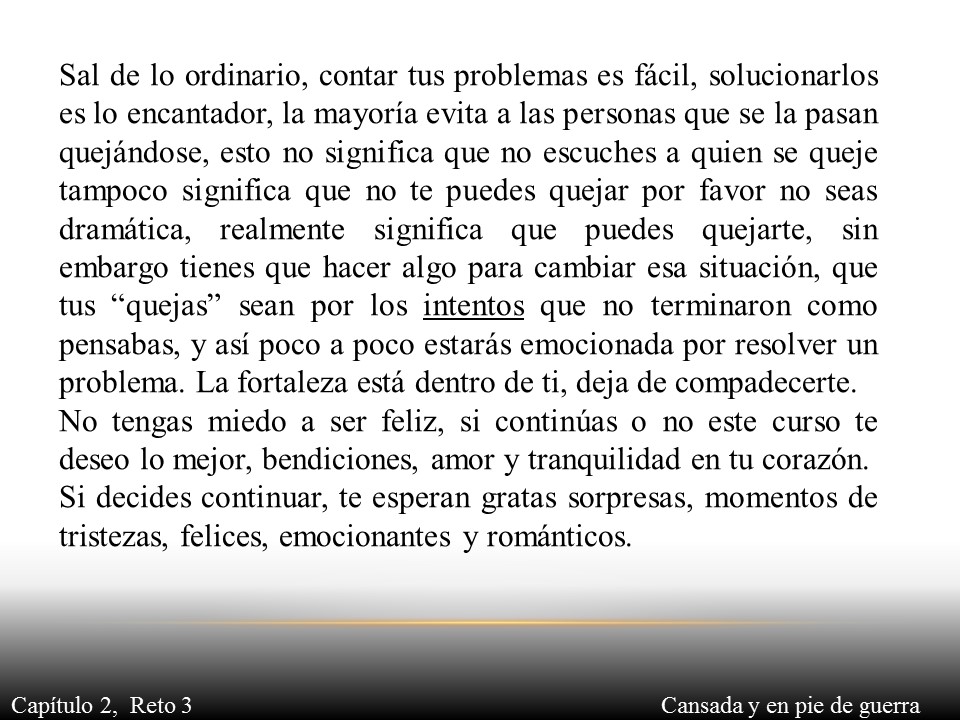 Sal de lo ordinario, contar tus problemas es fácil, solucionarlos
es lo encantador, la mayoría evita a las personas que se la pasan
quejándose, esto no significa que no escuches a quien se queje
tampoco significa que no te puedes quejar por favor no seas
dramática, realmente significa que puedes quejarte, sin
embargo tienes que hacer algo para cambiar esa situación, que
tus “quejas” sean por los intentos que no terminaron como
pensabas, y así poco a poco estarás emocionada por resolver un
problema. La fortaleza está dentro de ti, deja de compadecerte.
No tengas miedo a ser feliz, si continúas o no este curso te
deseo lo mejor, bendiciones, amor y tranquilidad en tu corazón.
Si decides continuar, te esperan gratas sorpresas, momentos de
tristezas, felices, emocionantes y románticos.
Capítulo 2, Reto 3
Cansada y en pie de guerra